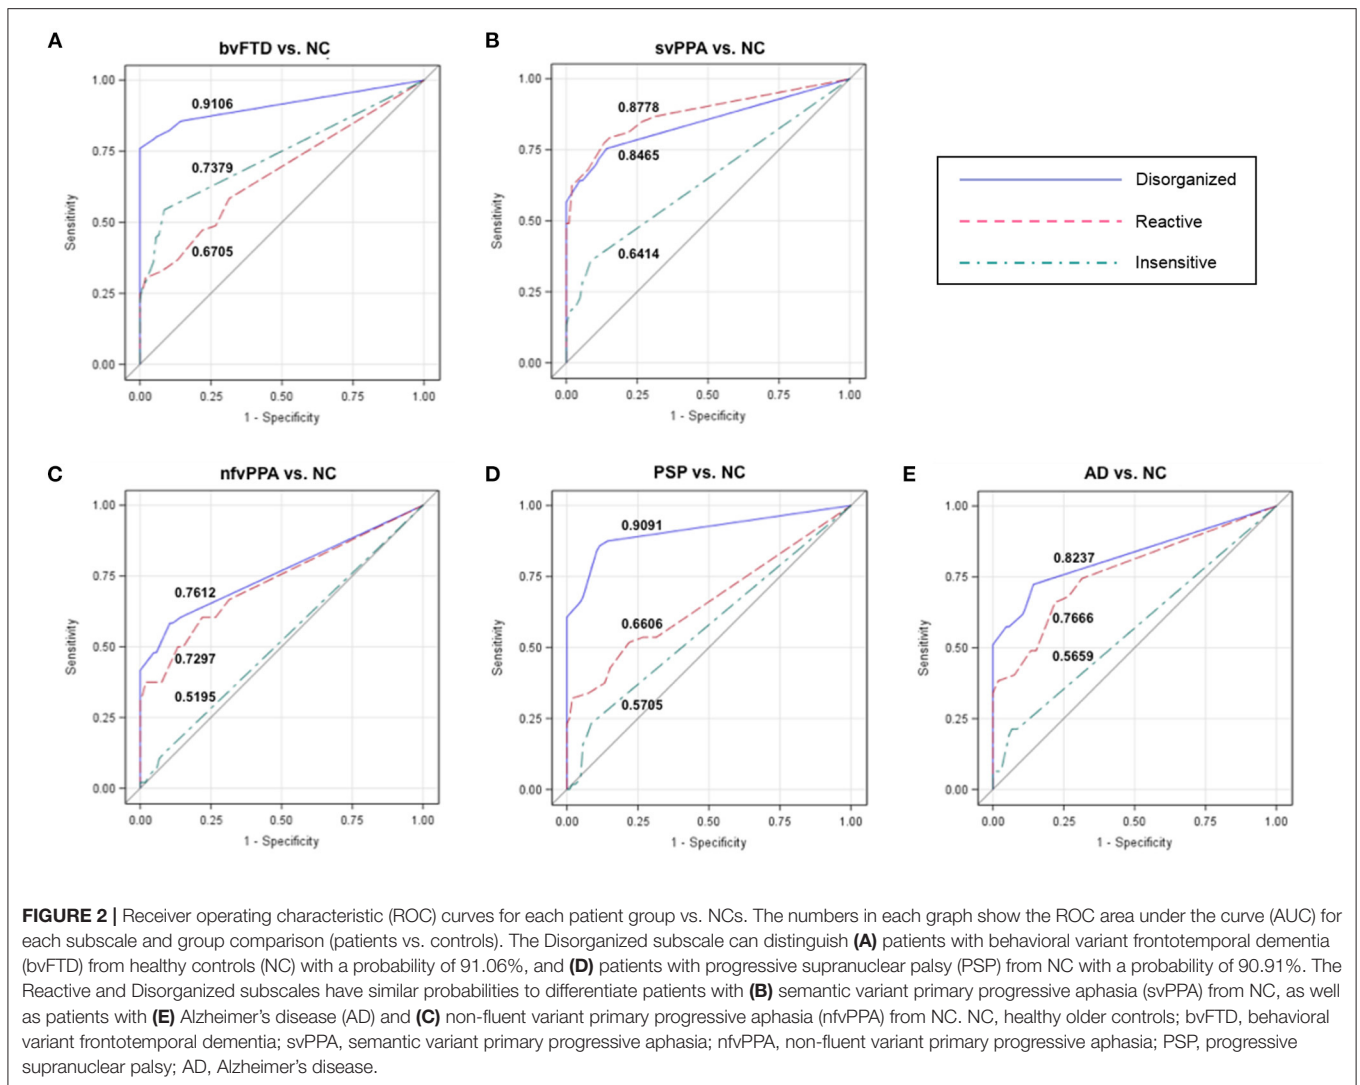 A
bvFTD vs. NC
1.00
0.75
0.50
0.25
0.00
Sensitivity
0.9106
0.7379
0.6705
0.00 0.25 0.50 0.75 1.00
1 - Specificity
B
svPPA vs. NC
1.00
0.75
0.50
0.25
0.00
Sensitivity
0.8778
0.8465
0.6414
0.00 0.25 0.50 0.75 1.00
1 - Specificity
Disorganized
Reactive
Insensitive
C
nfvPPA vs. NC
1.00
0.75
0.50
0.25
0.00
Sensitivity
0.7612
0.7297
0.5195
0.00 0.25 0.50 0.75 1.00
1 - Specificity
D
PSP vs. NC
1.00
0.75
0.50
0.25
0.00
Sensitivity
0.9091
0.6606
0.5705
0.00 0.25 0.50 0.75 1.00
1 - Specificity
E
AD vs. NC
1.00
0.75
0.50
0.25
0.00
Sensitivity
0.8237
0.7666
0.5659
0.00 0.25 0.50 0.75 1.00
1 - Specificity
FIGURE 2 | Receiver operating characteristic (ROC) curves for each patient group vs. NCs. The numbers in each graph show the ROC area under the curve (AUC) for
each subscale and group comparison (patients vs. controls). The Disorganized subscale can distinguish (A) patients with behavioral variant frontotemporal dementia
(bvFTD) from healthy controls (NC) with a probability of 91.06%, and (D) patients with progressive supranuclear palsy (PSP) from NC with a probability of 90.91%. The
Reactive and Disorganized subscales have similar probabilities to differentiate patients with (B) semantic variant primary progressive aphasia (svPPA) from NC, as well
as patients with (E) Alzheimer's disease (AD) and (C) non-fluent variant primary progressive aphasia (nfvPPA) from NC. NC, healthy older controls; bvFTD, behavioral
variant frontotemporal dementia; svPPA, semantic variant primary progressive aphasia; nfvPPA, non-fluent variant primary progressive aphasia; PSP, progressive
supranuclear palsy; AD, Alzheimer's disease.